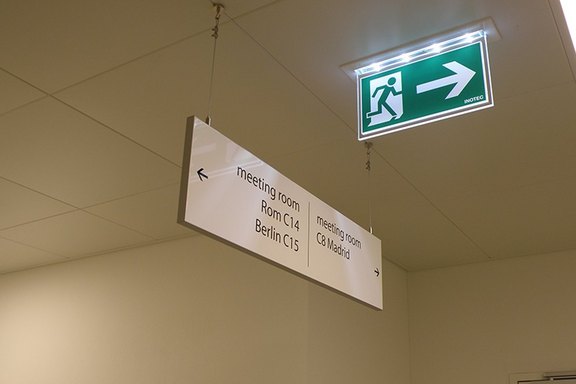 INOTEC
meeting room
Rom C14
Berlin C15
meeting room
C8 Madrid